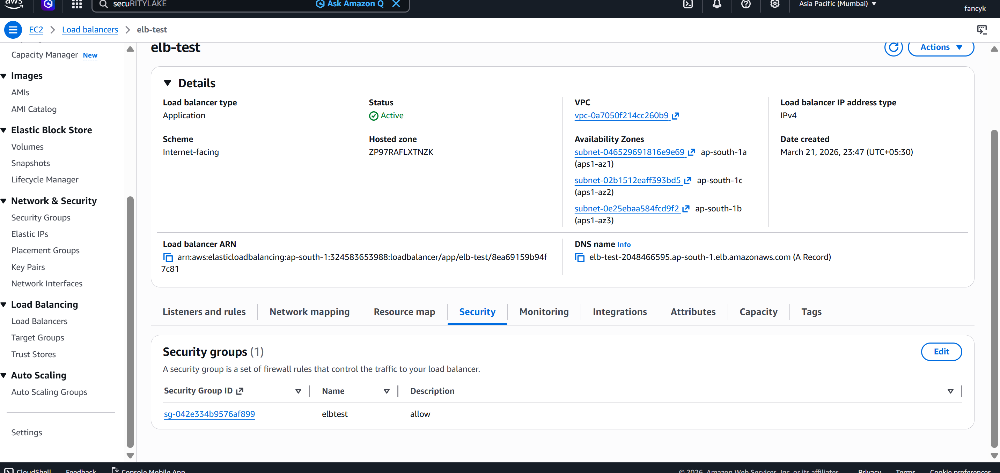 aws
secuRITYLAKE
Ask Amazon Q
Asia Pacific (Mumbai)
fancyk
EC2
Load balancers
elb-test
Capacity Manager New
Images
AMIs
AMI Catalog
Elastic Block Store
Volumes
Snapshots
Lifecycle Manager
Network & Security
Security Groups
Elastic IPs
Placement Groups
Key Pairs
Network Interfaces
Load Balancing
Load Balancers
Target Groups
Trust Stores
Auto Scaling
Auto Scaling Groups
Settings
elb-test
Actions
Details
Load balancer type
Application
Scheme
Internet-facing
Status
Active
Hosted zone
ZP97RAFLXTNZK
VPC
vpc-0a7050f214cc260b9
Availability Zones
subnet-046529691816e9e69 ap-south-1a
(aps1-az1)
subnet-02b1512eaff393bd5 ap-south-1c
(aps1-az2)
subnet-0e25ebaa584fcd9f2 ap-south-1b
(aps1-az3)
Load balancer IP address type
IPv4
Date created
March 21, 2026, 23:47 (UTC+05:30)
Load balancer ARN
arn:aws:elasticloadbalancing:ap-south-1:324583653988:loadbalancer/app/elb-test/8ea69159b94f
7c81
DNS name Info
elb-test-2048466595.ap-south-1.elb.amazonaws.com (A Record)
Listeners and rules
Network mapping
Resource map
Security
Monitoring
Integrations
Attributes
Capacity
Tags
Security groups (1)
Edit
A security group is a set of firewall rules that control the traffic to your load balancer.
Security Group ID
Name
Description
sg-042e334b9576af899
elbtest
allow
CloudShell
Feedback
Console Mobile App
© 2026, Amazon Web Services, Inc. or its affiliates.
Privacy
Terms
Cookie preferences